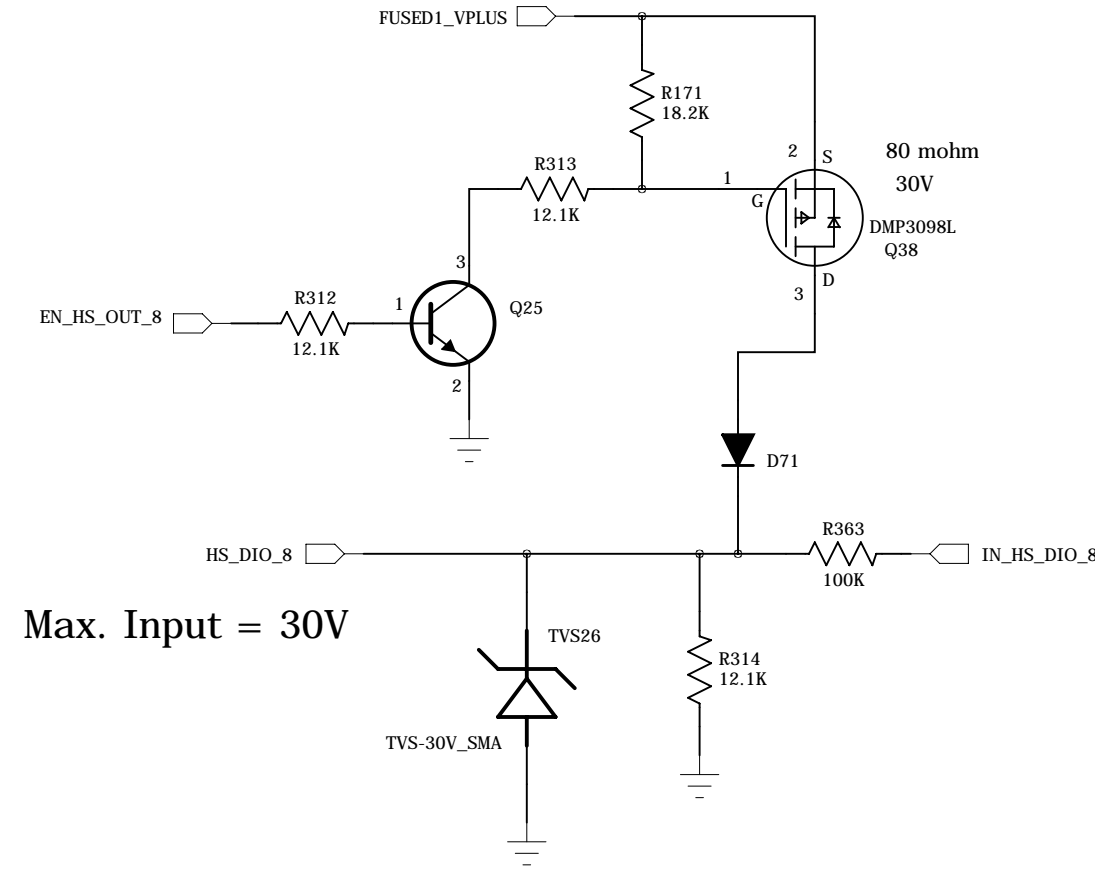 FUSED1_VPLUS
R171
18.2K
2
S
80 mohm
30V
R313
12.1K
1
G
DMP3098L
Q38
3
D
3
EN_HS_OUT_8
R312
12.1K
1
Q25
2
D71
HS_DIO_8
R363
100K
IN_HS_DIO_8
Max. Input = 30V
TVS26
R314
12.1K
TVS-30V_SMA